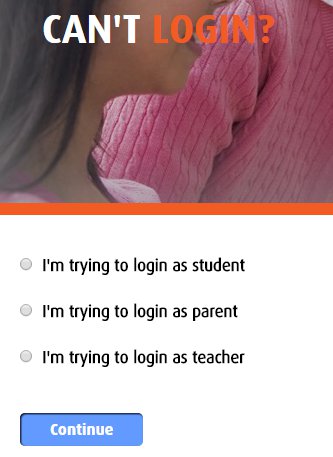 CAN'T LOGIN?
I'm trying to login as student
I'm trying to login as parent
I'm trying to login as teacher
Continue